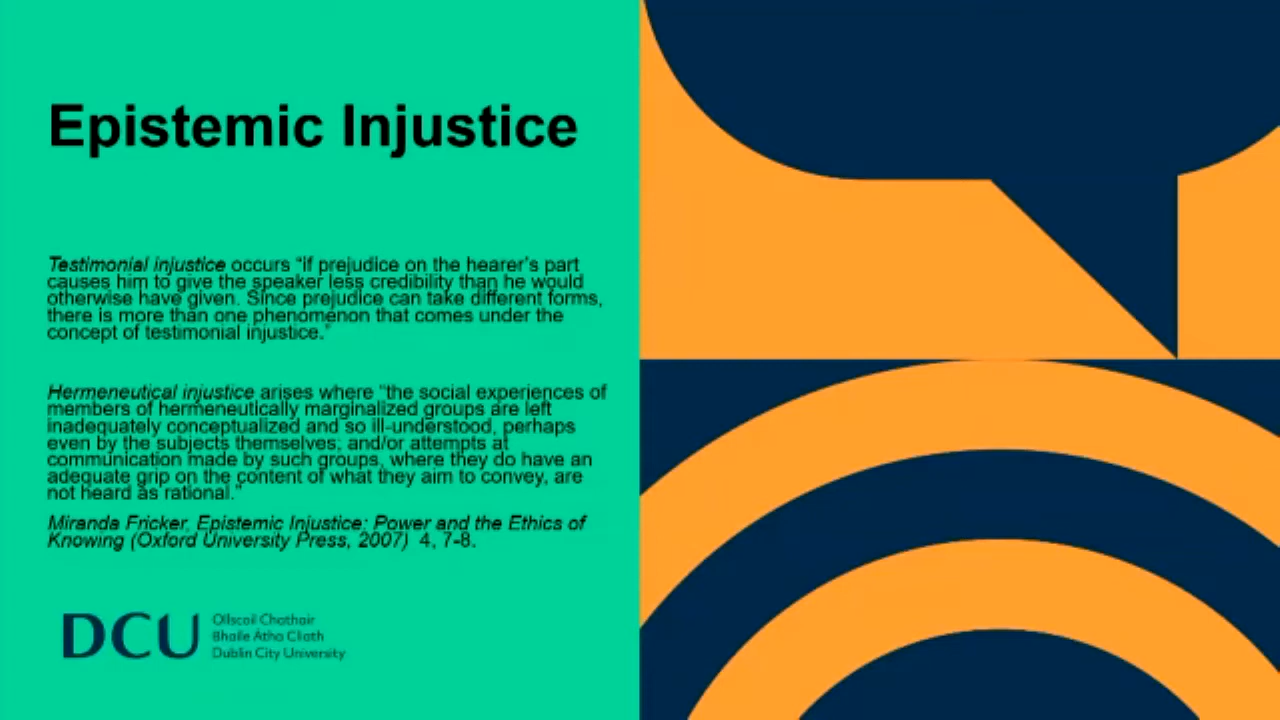 Epistemic Injustice
Testimonial injustice occurs “if prejudice on the hearer’s part
causes him to give the speaker less credibility than he would
otherwise have given. Since prejudice can take different forms,
there is more than one phenomenon that comes under the
concept of testimonial injustice.”
Hermeneutical injustice arises where “the social experiences of
members of hermeneutically marginalized groups are left
inadequately conceptualized and so ill-understood, perhaps
even by the subjects themselves; and/or attempts at
communication made by such groups, where they do have an
adequate grip on the content of what they aim to convey, are
not heard as rational.”
Miranda Fricker, Epistemic Injustice: Power and the Ethics of
Knowing (Oxford University Press, 2007) 4, 7-8.
DCU
Ollscoil Chathair
Bhaile Átha Cliath
Dublin City University